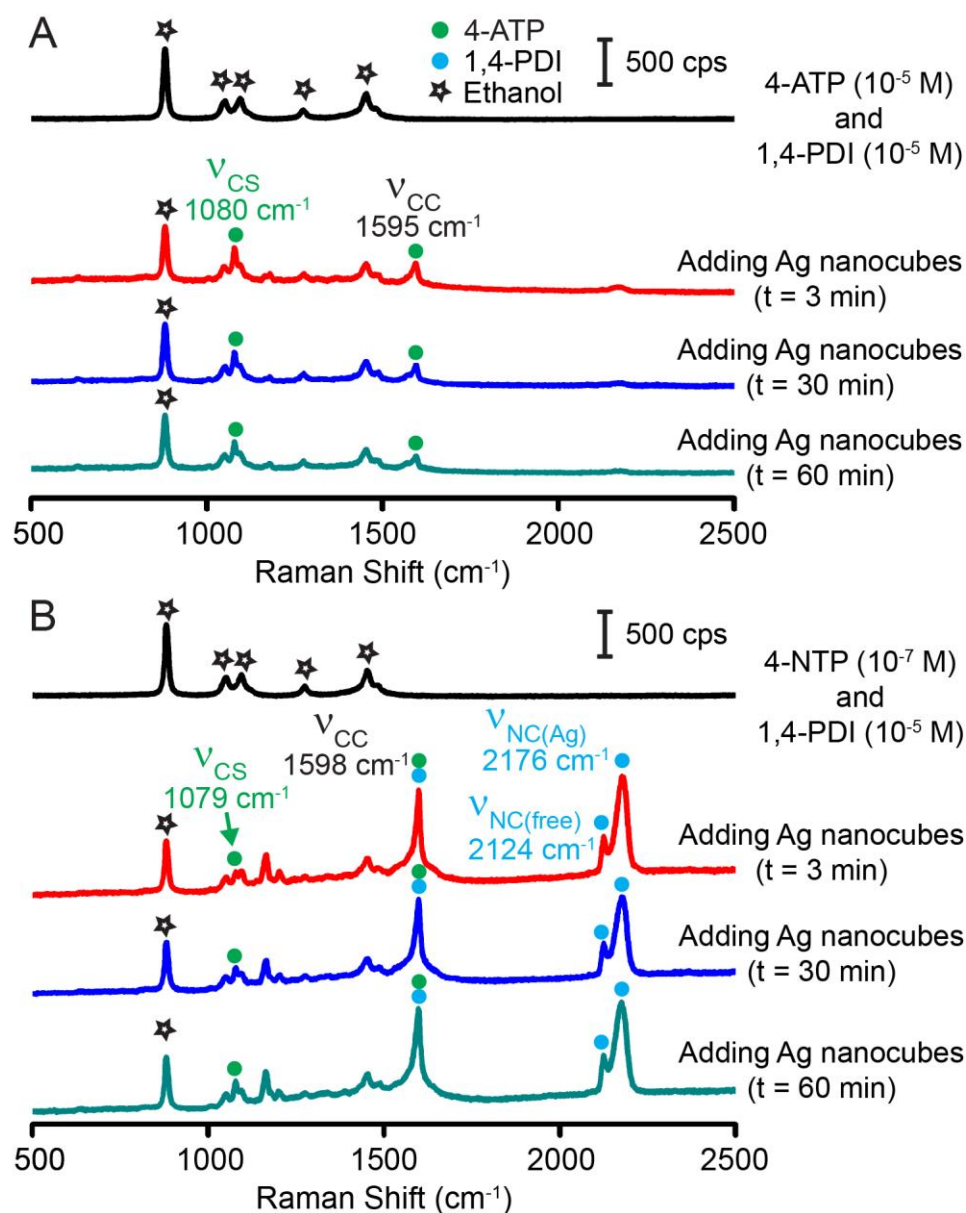 A
4-ATP
1,4-PDI
Ethanol
500 cps
4-ATP (10⁻⁵ M)
and
1,4-PDI (10⁻⁵ M)
νCS
1080 cm⁻¹
νCC
1595 cm⁻¹
Adding Ag nanocubes
(t = 3 min)
Adding Ag nanocubes
(t = 30 min)
Adding Ag nanocubes
(t = 60 min)
500 1000 1500 2000 2500
Raman Shift (cm⁻¹)
B
500 cps
4-NTP (10⁻⁷ M)
and
1,4-PDI (10⁻⁵ M)
νCS
1079 cm⁻¹
νCC
1598 cm⁻¹
νNC(Ag)
2176 cm⁻¹
νNC(free)
2124 cm⁻¹
Adding Ag nanocubes
(t = 3 min)
Adding Ag nanocubes
(t = 30 min)
Adding Ag nanocubes
(t = 60 min)
500 1000 1500 2000 2500
Raman Shift (cm⁻¹)